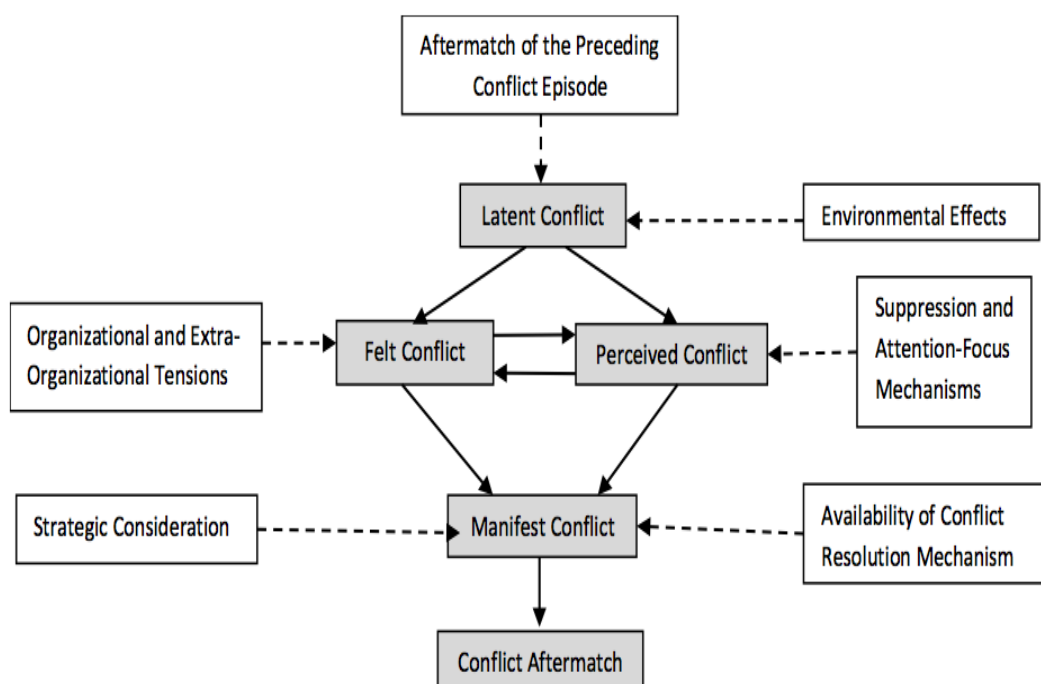 Aftermatch of the Preceding
Conflict Episode
Latent Conflict
Environmental Effects
Organizational and Extra-
Organizational Tensions
Felt Conflict
Perceived Conflict
Suppression and
Attention-Focus
Mechanisms
Strategic Consideration
Manifest Conflict
Availability of Conflict
Resolution Mechanism
Conflict Aftermatch